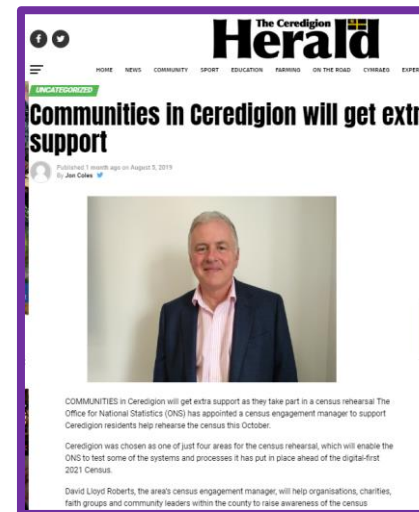 The Ceredigion
Herald
HOME NEWS COMMUNITY SPORT EDUCATION FARMING ON THE ROAD CYMRAEG EXPER
UNCATEGORIZED
Communities in Ceredigion will get extr
support
Published 1 month ago on August 5, 2019
By Jon Coles
COMMUNITIES in Ceredigion will get extra support as they take part in a census rehearsal The
Office for National Statistics (ONS) has appointed a census engagement manager to support
Ceredigion residents help rehearse the census this October.
Ceredigion was chosen as one of just four areas for the census rehearsal, which will enable the
ONS to test some of the systems and processes it has put in place ahead of the digital-first
2021 Census.
David Lloyd Roberts, the area's census engagement manager, will help organisations, charities,
faith groups and community leaders within the county to raise awareness of the census